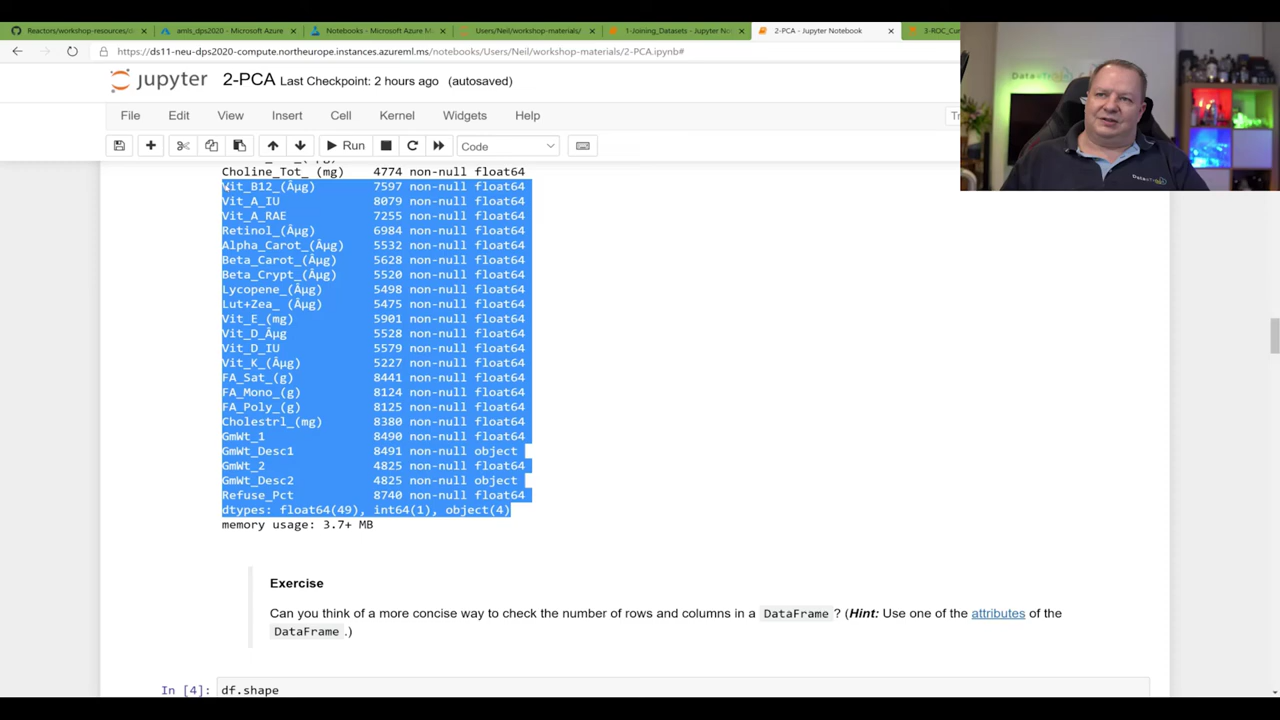 Reactors/workshop-resources/d
amls_dps2020 - Microsoft Azure
Notebooks - Microsoft Azure M
Users/Neil/workshop-materials/
1-Joining_Datasets - Jupyter Not
2-PCA - Jupyter Notebook
3-ROC_Cur
https://ds11-neu-dps2020-compute.northeurope.instances.azureml.ms/notebooks/Users/Neil/workshop-materials/2-PCA.ipynb#
jupyter 2-PCA Last Checkpoint: 2 hours ago (autosaved)
File Edit View Insert Cell Kernel Widgets Help
Run Code
Choline_Tot_ (mg) 4774 non-null float64
Vit_B12_(Âµg) 7597 non-null float64
Vit_A_IU 8079 non-null float64
Vit_A_RAE 7255 non-null float64
Retinol_(Âµg) 6984 non-null float64
Alpha_Carot_(Âµg) 5532 non-null float64
Beta_Carot_(Âµg) 5628 non-null float64
Beta_Crypt_(Âµg) 5520 non-null float64
Lycopene_(Âµg) 5498 non-null float64
Lut+Zea_ (Âµg) 5475 non-null float64
Vit_E_(mg) 5901 non-null float64
Vit_D_Âµg 5528 non-null float64
Vit_D_IU 5579 non-null float64
Vit_K_(Âµg) 5227 non-null float64
FA_Sat_(g) 8441 non-null float64
FA_Mono_(g) 8124 non-null float64
FA_Poly_(g) 8125 non-null float64
Cholestrl_(mg) 8380 non-null float64
GmWt_1 8490 non-null float64
GmWt_Desc1 8491 non-null object
GmWt_2 4825 non-null float64
GmWt_Desc2 4825 non-null object
Refuse_Pct 8740 non-null float64
dtypes: float64(49), int64(1), object(4)
memory usage: 3.7+ MB
Exercise
Can you think of a more concise way to check the number of rows and columns in a DataFrame ? (Hint: Use one of the attributes of the
DataFrame .)
In [4]: df.shape